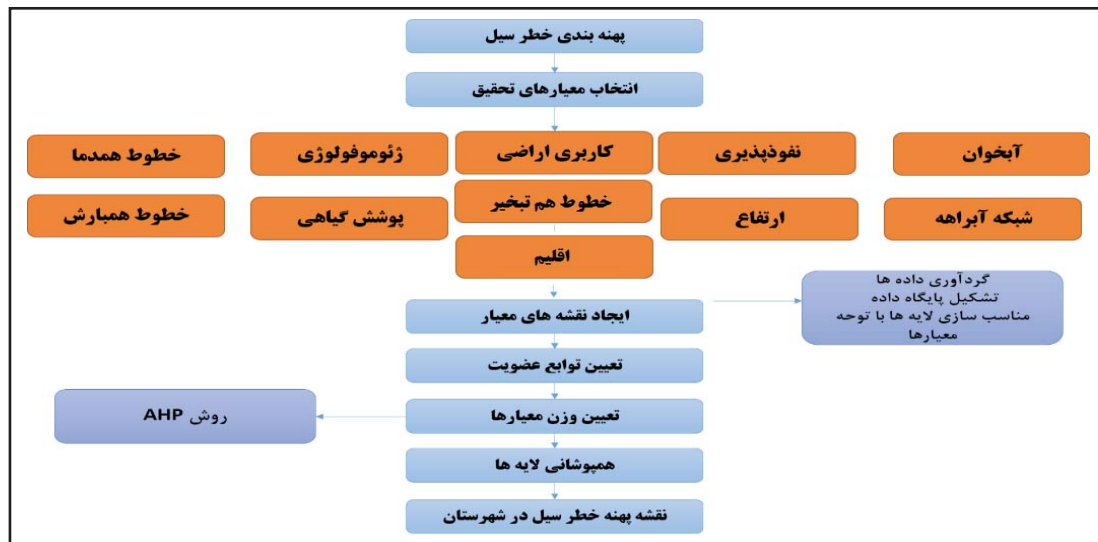 پهنه بندی خطر سیل
انتخاب معیارهای تحقیق
آبخوان
نفوذپذیری
کاربری اراضی
ژئوموفولوژی
خطوط همدما
شبکه آبراهه
ارتفاع
خطوط هم تبخیر
پوشش گیاهی
خطوط همبارش
اقلیم
ایجاد نقشه های معیار
گردآوری داده ها
تشکیل پایگاه داده
مناسب سازی لایه ها با توحه
معیارها
تعیین توابع عضویت
تعیین وزن معیارها
روش AHP
همپوشانی لایه ها
نقشه پهنه خطر سیل در شهرستان